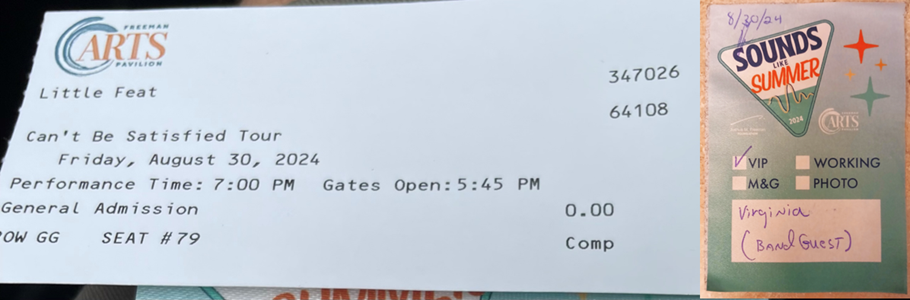 FREEMAN
ARTS
PAVILION
Little Feat
347026
64108
Can't Be Satisfied Tour
Friday, August 30, 2024
Performance Time: 7:00 PM Gates Open: 5:45 PM
General Admission
0.00
OW GG SEAT #79
Comp
8/30/24
SOUNDS
LIKE
SUMMER
2024
ARTS
VIP
WORKING
M&G
PHOTO
Virginia
(Band Guest)